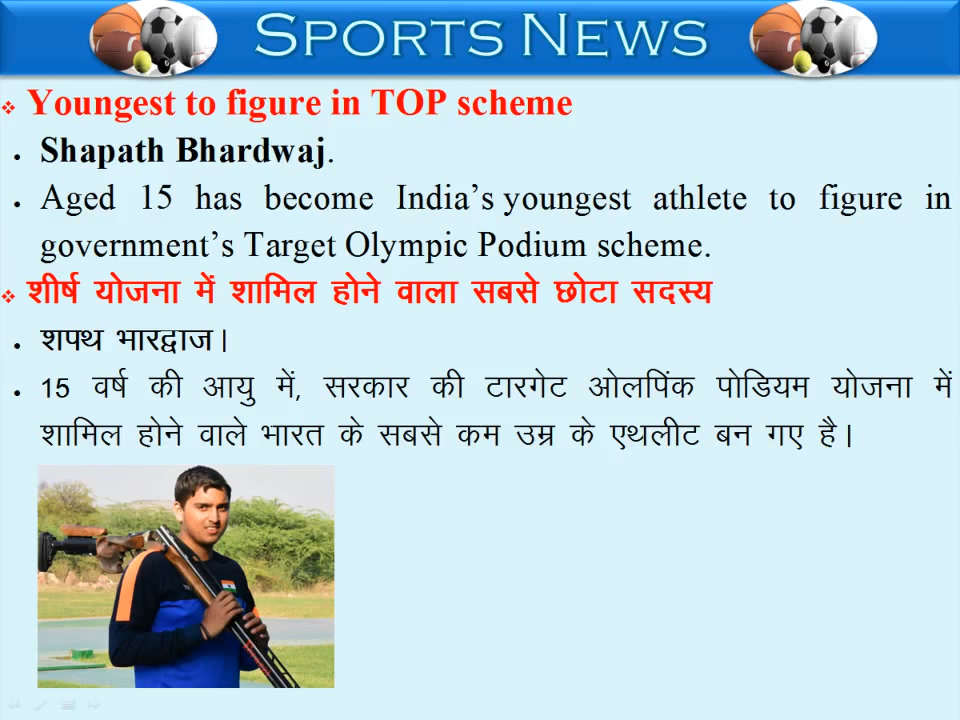 SPORTS NEWS
Youngest to figure in TOP scheme
Shapath Bhardwaj.
Aged 15 has become India’s youngest athlete to figure in
government’s Target Olympic Podium scheme.
शीर्ष योजना में शामिल होने वाला सबसे छोटा सदस्य
शपथ भारद्वाज।
15 वर्ष की आयु में, सरकार की टारगेट ओलपिंक पोडियम योजना में
शामिल होने वाले भारत के सबसे कम उम्र के एथलीट बन गए है।